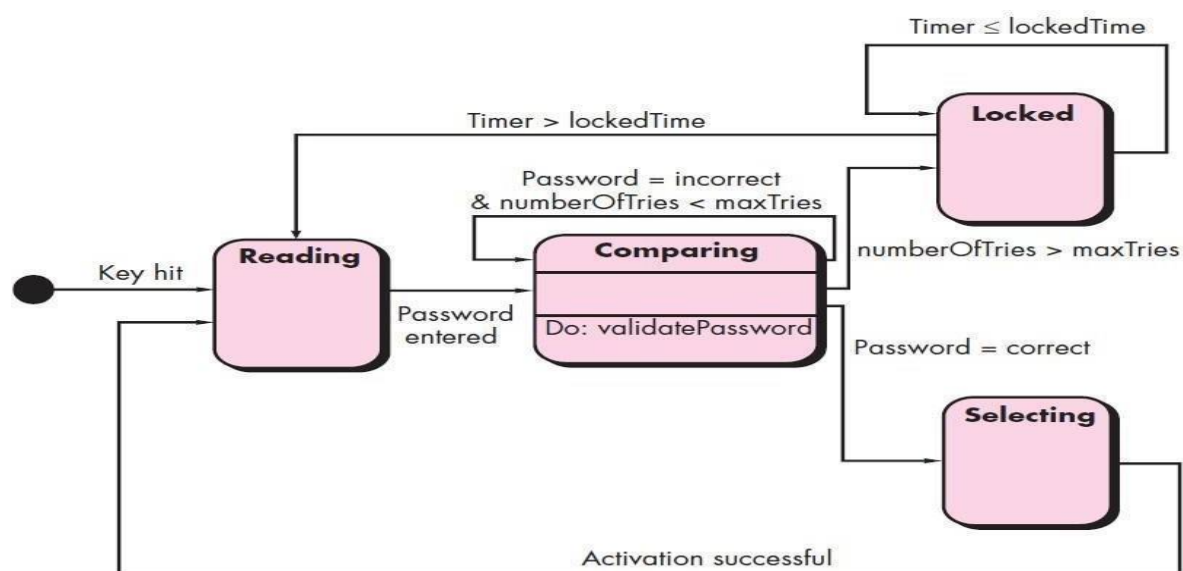 Timer ≤ lockedTime
Locked
Timer > lockedTime
Password = incorrect
& numberOfTries < maxTries
Reading
Comparing
numberOfTries > maxTries
Key hit
Password
entered
Do: validatePassword
Password = correct
Selecting
Activation successful